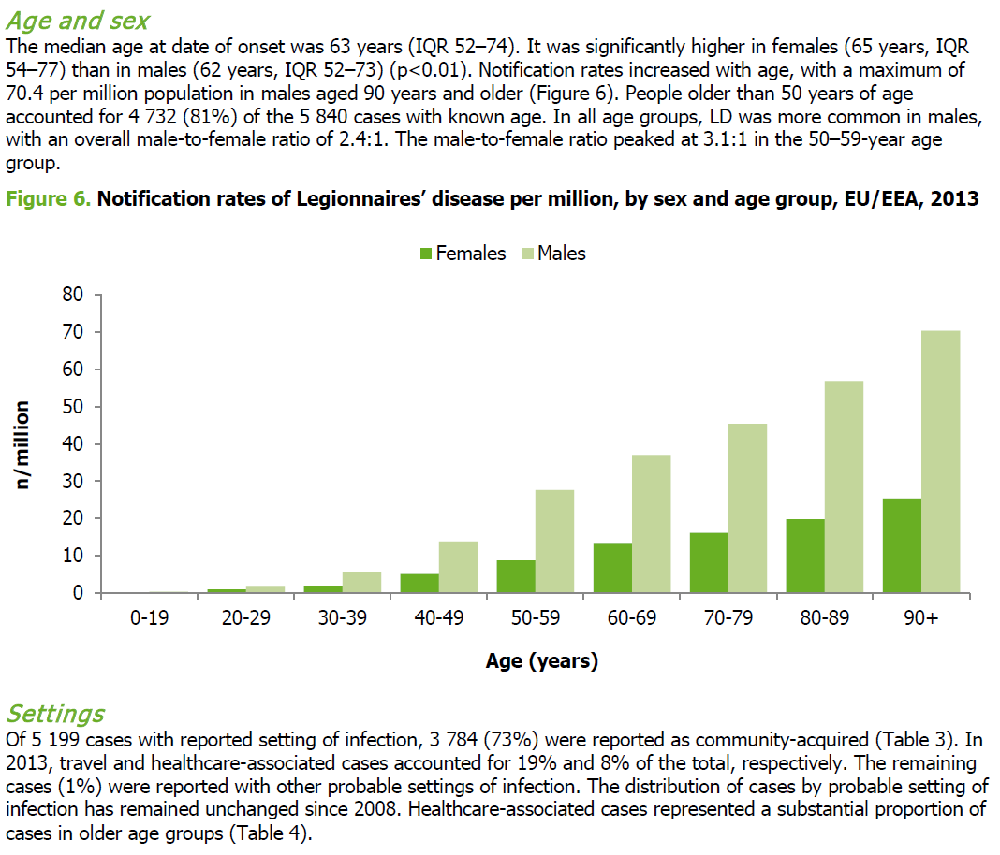 Age and sex
The median age at date of onset was 63 years (IQR 52–74). It was significantly higher in females (65 years, IQR
54–77) than in males (62 years, IQR 52–73) (p<0.01). Notification rates increased with age, with a maximum of
70.4 per million population in males aged 90 years and older (Figure 6). People older than 50 years of age
accounted for 4 732 (81%) of the 5 840 cases with known age. In all age groups, LD was more common in males,
with an overall male-to-female ratio of 2.4:1. The male-to-female ratio peaked at 3.1:1 in the 50–59-year age
group.
Figure 6. Notification rates of Legionnaires’ disease per million, by sex and age group, EU/EEA, 2013
Females Males
80
70
60
50
40
30
20
10
0
n/million
0-19 20-29 30-39 40-49 50-59 60-69 70-79 80-89 90+
Age (years)
Settings
Of 5 199 cases with reported setting of infection, 3 784 (73%) were reported as community-acquired (Table 3). In
2013, travel and healthcare-associated cases accounted for 19% and 8% of the total, respectively. The remaining
cases (1%) were reported with other probable settings of infection. The distribution of cases by probable setting of
infection has remained unchanged since 2008. Healthcare-associated cases represented a substantial proportion of
cases in older age groups (Table 4).